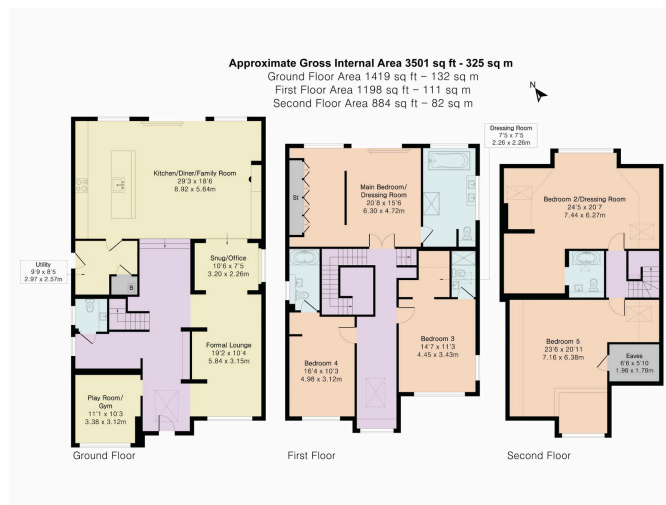 Approximate Gross Internal Area 3501 sq ft - 325 sq m
Ground Floor Area 1419 sq ft – 132 sq m
First Floor Area 1198 sq ft – 111 sq m
Second Floor Area 884 sq ft – 82 sq m
N
Kitchen/Diner/Family Room
29'3 x 18'6
8.92 x 5.64m
Utility
9'9 x 8'5
2.97 x 2.57m
B
Snug/Office
10'6 x 7'5
3.20 x 2.26m
Formal Lounge
19'2 x 10'4
5.84 x 3.15m
Play Room/
Gym
11'1 x 10'3
3.38 x 3.12m
Ground Floor
St
Main Bedroom/
Dressing Room
20'8 x 15'6
6.30 x 4.72m
Bedroom 4
16'4 x 10'3
4.98 x 3.12m
Bedroom 3
14'7 x 11'3
4.45 x 3.43m
First Floor
Dressing Room
7'5 x 7'5
2.26 x 2.26m
Bedroom 2/Dressing Room
24'5 x 20'7
7.44 x 6.27m
Bedroom 5
23'6 x 20'11
7.16 x 6.38m
Eaves
6'6 x 5'10
1.98 x 1.78m
Second Floor